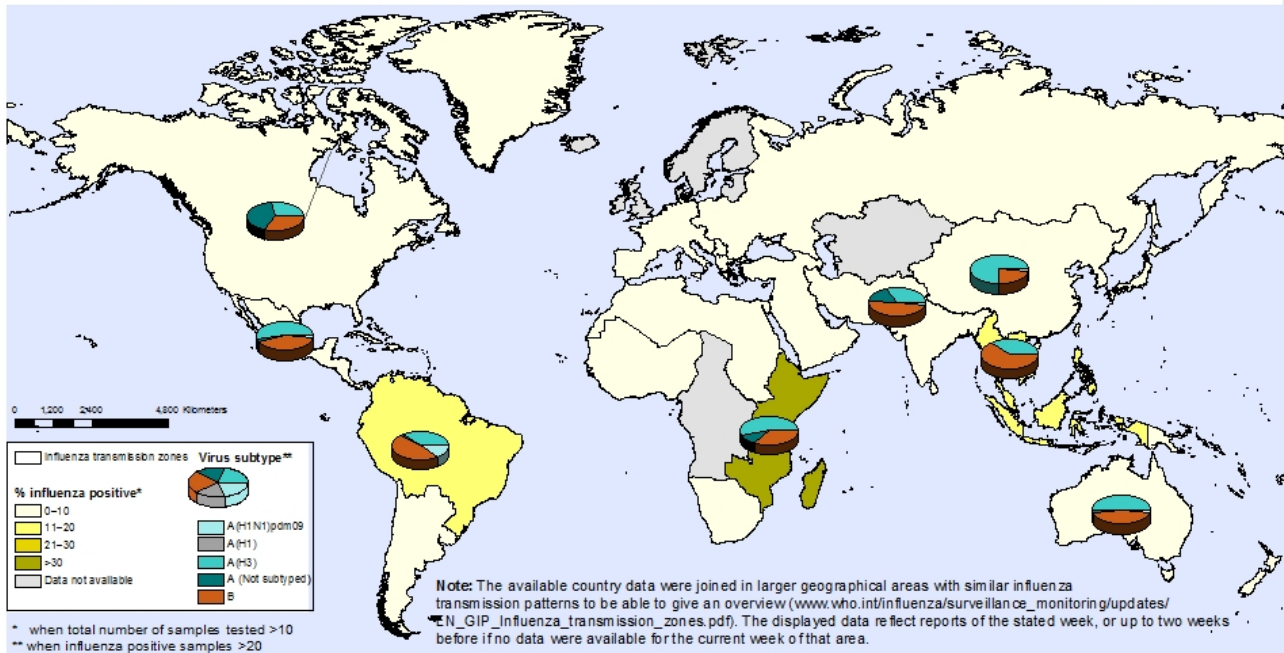 0 1,200 2,400 4,800 Kilometers
Influenza transmission zones
% influenza positive*
0–10
11–20
21–30
>30
Data not available
Virus subtype**
A(H1N1)pdm09
A(H1)
A(H3)
A (Not subtyped)
B
Note: The available country data were joined in larger geographical areas with similar influenza
transmission patterns to be able to give an overview (www.who.int/influenza/surveillance_monitoring/updates/
EN_GIP_Influenza_transmission_zones.pdf). The displayed data reflect reports of the stated week, or up to two weeks
before if no data were available for the current week of that area.
* when total number of samples tested >10
** when influenza positive samples >20